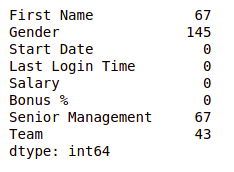 First Name 67
Gender 145
Start Date 0
Last Login Time 0
Salary 0
Bonus % 0
Senior Management 67
Team 43
dtype: int64